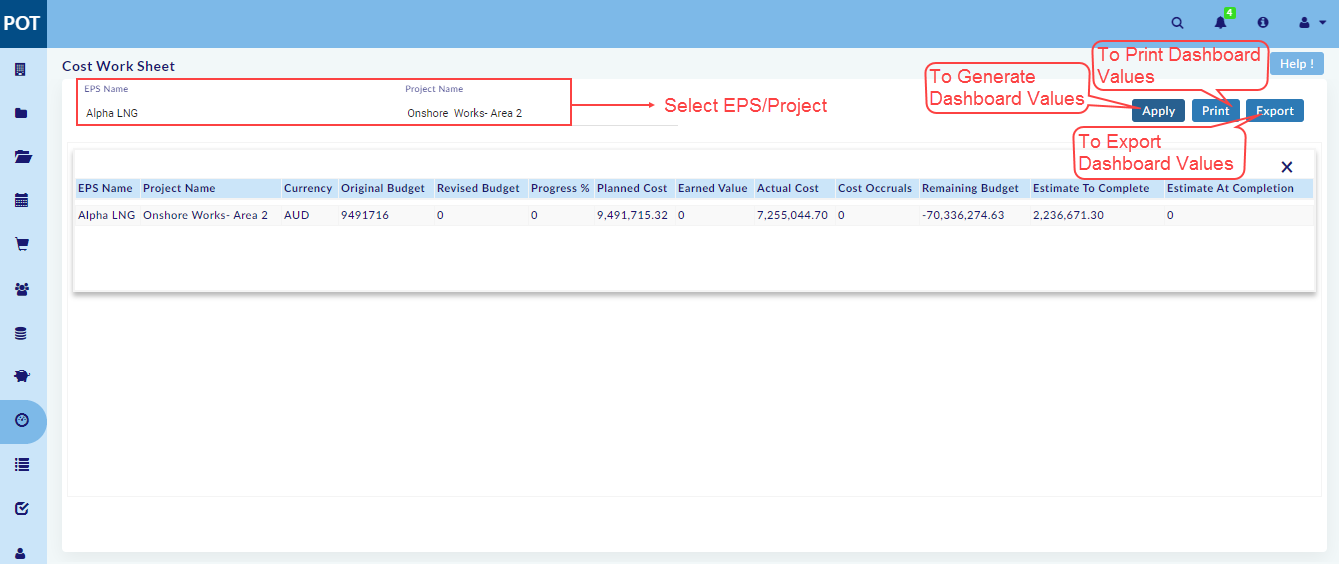 POT
4
Cost Work Sheet
Help !
EPS Name
Project Name
Alpha LNG
Onshore Works- Area 2
Select EPS/Project
To Generate
Dashboard Values
To Print Dashboard
Values
Apply
Print
Export
To Export
Dashboard Values
X
EPS Name Project Name Currency Original Budget Revised Budget Progress % Planned Cost Earned Value Actual Cost Cost Occruals Remaining Budget Estimate To Complete Estimate At Completion
Alpha LNG Onshore Works- Area 2 AUD 9491716 0 0 9,491,715.32 0 7,255,044.70 0 -70,336,274.63 2,236,671.30 0